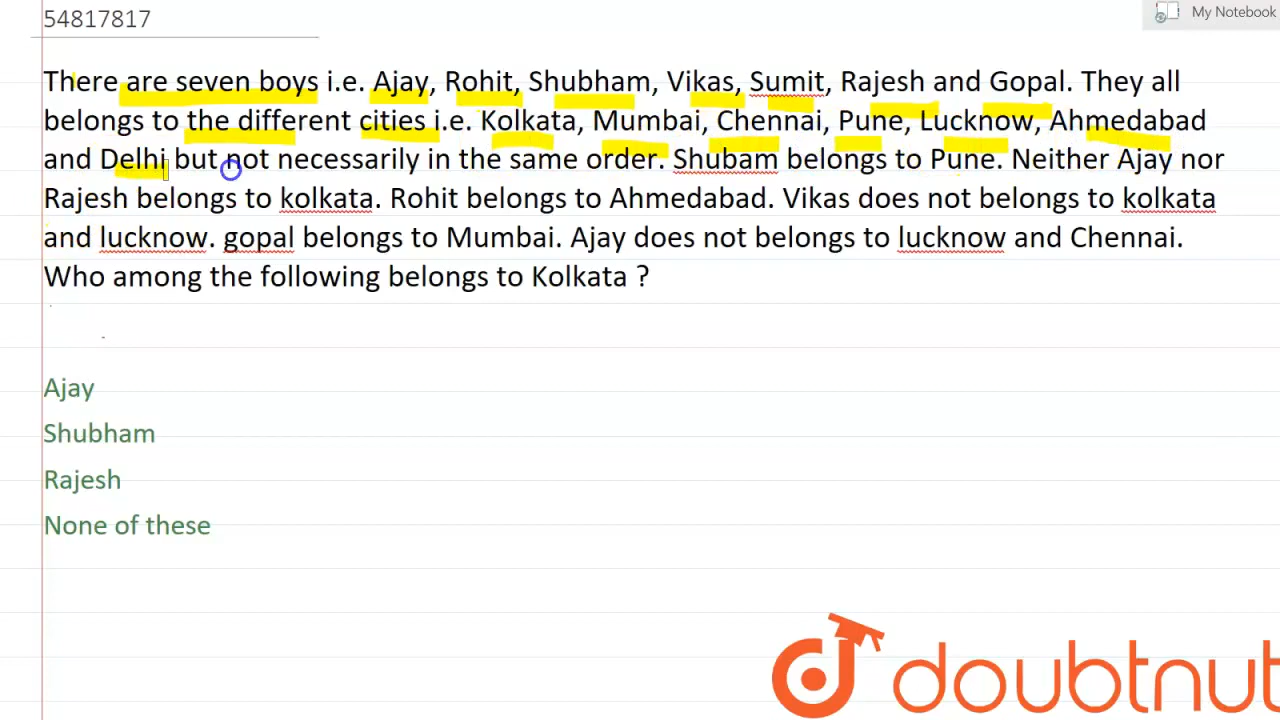 54817817
My Notebook
There are seven boys i.e. Ajay, Rohit, Shubham, Vikas, Sumit, Rajesh and Gopal. They all
belongs to the different cities i.e. Kolkata, Mumbai, Chennai, Pune, Lucknow, Ahmedabad
and Delhi but not necessarily in the same order. Shubam belongs to Pune. Neither Ajay nor
Rajesh belongs to kolkata. Rohit belongs to Ahmedabad. Vikas does not belongs to kolkata
and lucknow. gopal belongs to Mumbai. Ajay does not belongs to lucknow and Chennai.
Who among the following belongs to Kolkata ?
Ajay
Shubham
Rajesh
None of these
doubtnut